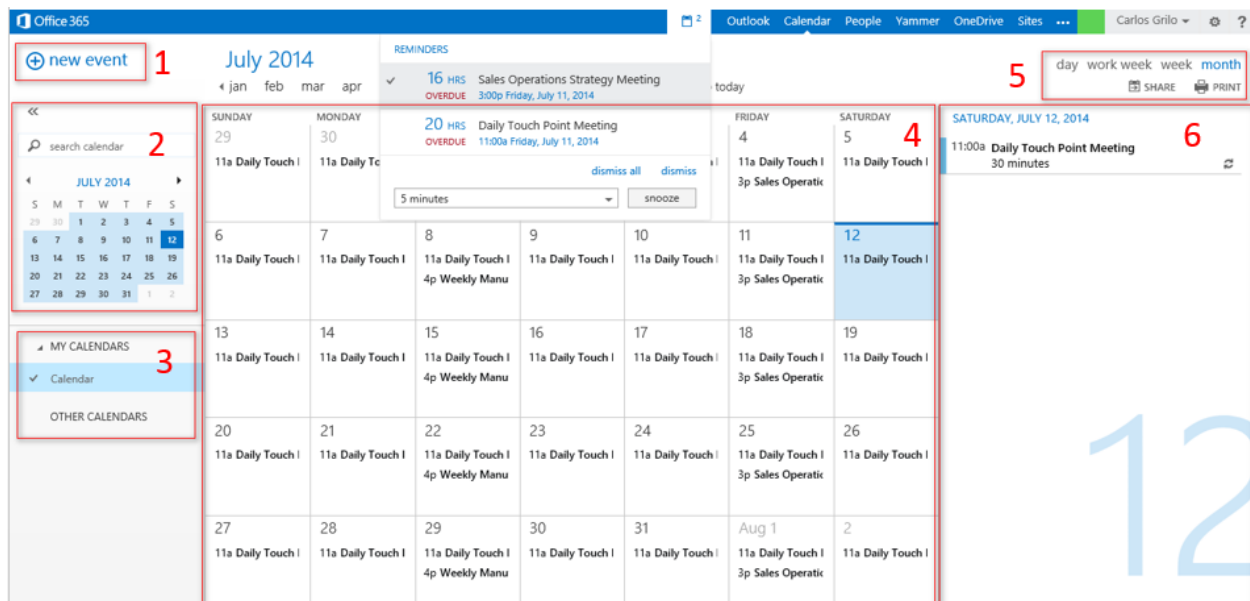 Office 365
2 Outlook Calendar People Yammer OneDrive Sites ••• Carlos Grilo ?
new event 1
July 2014
jan feb mar apr
today
REMINDERS
16 HRS Sales Operations Strategy Meeting
OVERDUE 3:00p Friday, July 11, 2014
20 HRS Daily Touch Point Meeting
OVERDUE 11:00a Friday, July 11, 2014
dismiss all dismiss
5 minutes snooze
5
day work week week month
SHARE PRINT
«
search calendar 2
JULY 2014
S M T W T F S
29 30 1 2 3 4 5
6 7 8 9 10 11 12
13 14 15 16 17 18 19
20 21 22 23 24 25 26
27 28 29 30 31 1 2
MY CALENDARS 3
Calendar
OTHER CALENDARS
SUNDAY MONDAY FRIDAY SATURDAY
4
29 30 4 5
11a Daily Touch 11a Daily Tc 11a Daily Touch 11a Daily Touch
3p Sales Operatic
6 7 8 9 10 11 12
11a Daily Touch 11a Daily Touch 11a Daily Touch 11a Daily Touch 11a Daily Touch 11a Daily Touch 11a Daily Touch
4p Weekly Manu 3p Sales Operatic
13 14 15 16 17 18 19
11a Daily Touch 11a Daily Touch 11a Daily Touch 11a Daily Touch 11a Daily Touch 11a Daily Touch 11a Daily Touch
4p Weekly Manu 3p Sales Operatic
20 21 22 23 24 25 26
11a Daily Touch 11a Daily Touch 11a Daily Touch 11a Daily Touch 11a Daily Touch 11a Daily Touch 11a Daily Touch
4p Weekly Manu 3p Sales Operatic
27 28 29 30 31 Aug 1 2
11a Daily Touch 11a Daily Touch 11a Daily Touch 11a Daily Touch 11a Daily Touch 11a Daily Touch 11a Daily Touch
4p Weekly Manu 3p Sales Operatic
SATURDAY, JULY 12, 2014
6
11:00a Daily Touch Point Meeting
30 minutes
12